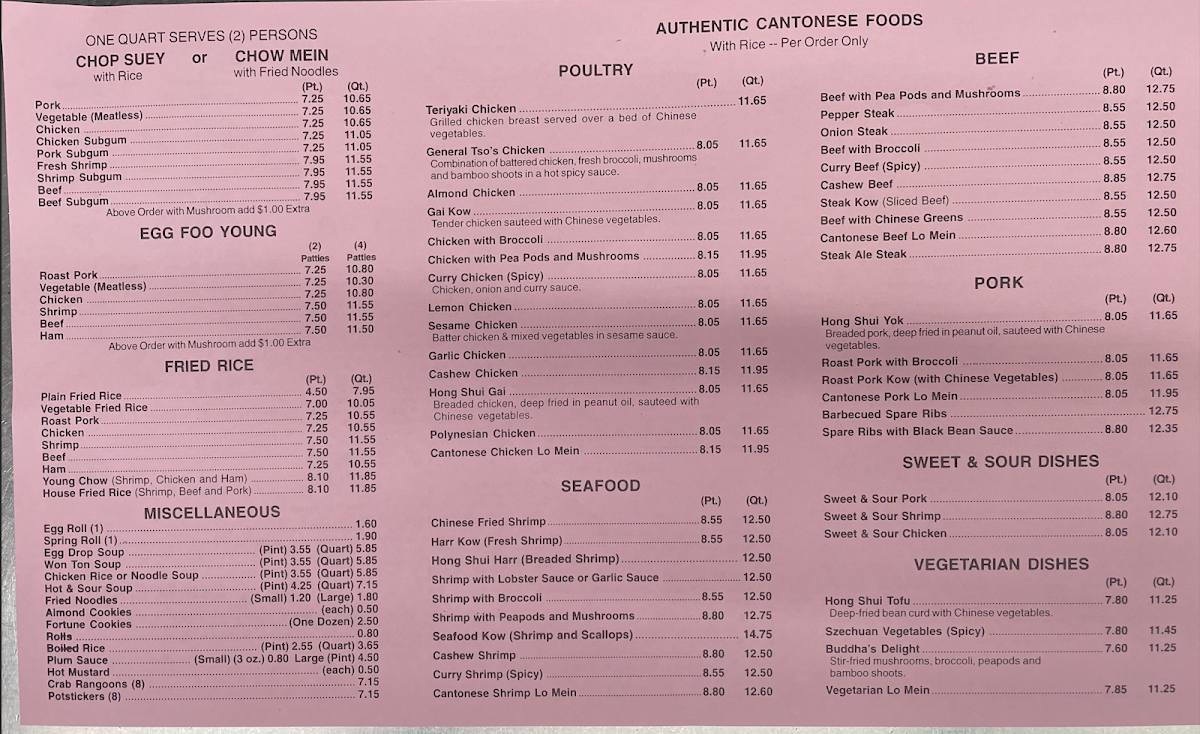 ONE QUART SERVES (2) PERSONS
CHOP SUEY or CHOW MEIN
with Rice with Fried Noodles
(Pt.) (Qt.)
Pork 7.25 10.65
Vegetable (Meatless) 7.25 10.65
Chicken 7.25 10.65
Chicken Subgum 7.25 11.05
Pork Subgum 7.25 11.05
Fresh Shrimp 7.95 11.55
Shrimp Subgum 7.95 11.55
Beef 7.95 11.55
Beef Subgum 7.95 11.55
Above Order with Mushroom add $1.00 Extra
EGG FOO YOUNG
(2) (4)
Patties Patties
Roast Pork 7.25 10.80
Vegetable (Meatless) 7.25 10.30
Chicken 7.25 10.80
Shrimp 7.50 11.55
Beef 7.50 11.55
Ham 7.50 11.50
Above Order with Mushroom add $1.00 Extra
FRIED RICE
(Pt.) (Qt.)
Plain Fried Rice 4.50 7.95
Vegetable Fried Rice 7.00 10.05
Roast Pork 7.25 10.55
Chicken 7.25 10.55
Shrimp 7.50 11.55
Beef 7.50 11.55
Ham 7.25 10.55
Young Chow (Shrimp, Chicken and Ham) 8.10 11.85
House Fried Rice (Shrimp, Beef and Pork) 8.10 11.85
MISCELLANEOUS
Egg Roll (1) 1.60
Spring Roll (1) 1.90
Egg Drop Soup (Pint) 3.55 (Quart) 5.85
Won Ton Soup (Pint) 3.55 (Quart) 5.85
Chicken Rice or Noodle Soup (Pint) 3.55 (Quart) 5.85
Hot & Sour Soup (Pint) 4.25 (Quart) 7.15
Fried Noodles (Small) 1.20 (Large) 1.80
Almond Cookies (each) 0.50
Fortune Cookies (One Dozen) 2.50
Rolls 0.80
Boiled Rice (Pint) 2.55 (Quart) 3.65
Plum Sauce (Small) (3 oz.) 0.80 Large (Pint) 4.50
Hot Mustard (each) 0.50
Crab Rangoons (8) 7.15
Potstickers (8) 7.15
AUTHENTIC CANTONESE FOODS
With Rice -- Per Order Only
POULTRY
(Pt.) (Qt.)
Teriyaki Chicken 11.65
Grilled chicken breast served over a bed of Chinese
vegetables.
General Tso's Chicken 8.05 11.65
Combination of battered chicken, fresh broccoli, mushrooms
and bamboo shoots in a hot spicy sauce.
Almond Chicken 8.05 11.65
Gai Kow 8.05 11.65
Tender chicken sauteed with Chinese vegetables.
Chicken with Broccoli 8.05 11.65
Chicken with Pea Pods and Mushrooms 8.15 11.95
Curry Chicken (Spicy) 8.05 11.65
Chicken, onion and curry sauce.
Lemon Chicken 8.05 11.65
Sesame Chicken 8.05 11.65
Batter chicken & mixed vegetables in sesame sauce.
Garlic Chicken 8.05 11.65
Cashew Chicken 8.15 11.95
Hong Shui Gai 8.05 11.65
Breaded chicken, deep fried in peanut oil, sauteed with
Chinese vegetables.
Polynesian Chicken 8.05 11.65
Cantonese Chicken Lo Mein 8.15 11.95
SEAFOOD
(Pt.) (Qt.)
Chinese Fried Shrimp 8.55 12.50
Harr Kow (Fresh Shrimp) 8.55 12.50
Hong Shui Harr (Breaded Shrimp) 12.50
Shrimp with Lobster Sauce or Garlic Sauce 12.50
Shrimp with Broccoli 8.55 12.50
Shrimp with Peapods and Mushrooms 8.80 12.75
Seafood Kow (Shrimp and Scallops) 14.75
Cashew Shrimp 8.80 12.50
Curry Shrimp (Spicy) 8.55 12.50
Cantonese Shrimp Lo Mein 8.80 12.60
BEEF
(Pt.) (Qt.)
Beef with Pea Pods and Mushrooms 8.80 12.75
Pepper Steak 8.55 12.50
Onion Steak 8.55 12.50
Beef with Broccoli 8.55 12.50
Curry Beef (Spicy) 8.55 12.50
Cashew Beef 8.85 12.75
Steak Kow (Sliced Beef) 8.55 12.50
Beef with Chinese Greens 8.55 12.50
Cantonese Beef Lo Mein 8.80 12.60
Steak Ale Steak 8.80 12.75
PORK
(Pt.) (Qt.)
Hong Shui Yok 8.05 11.65
Breaded pork, deep fried in peanut oil, sauteed with Chinese
vegetables.
Roast Pork with Broccoli 8.05 11.65
Roast Pork Kow (with Chinese Vegetables) 8.05 11.65
Cantonese Pork Lo Mein 8.05 11.95
Barbecued Spare Ribs 12.75
Spare Ribs with Black Bean Sauce 8.80 12.35
SWEET & SOUR DISHES
(Pt.) (Qt.)
Sweet & Sour Pork 8.05 12.10
Sweet & Sour Shrimp 8.80 12.75
Sweet & Sour Chicken 8.05 12.10
VEGETARIAN DISHES
(Pt.) (Qt.)
Hong Shui Tofu 7.80 11.25
Deep-fried bean curd with Chinese vegetables.
Szechuan Vegetables (Spicy) 7.80 11.45
Buddha's Delight 7.60 11.25
Stir-fried mushrooms, broccoli, peapods and
bamboo shoots.
Vegetarian Lo Mein 7.85 11.25